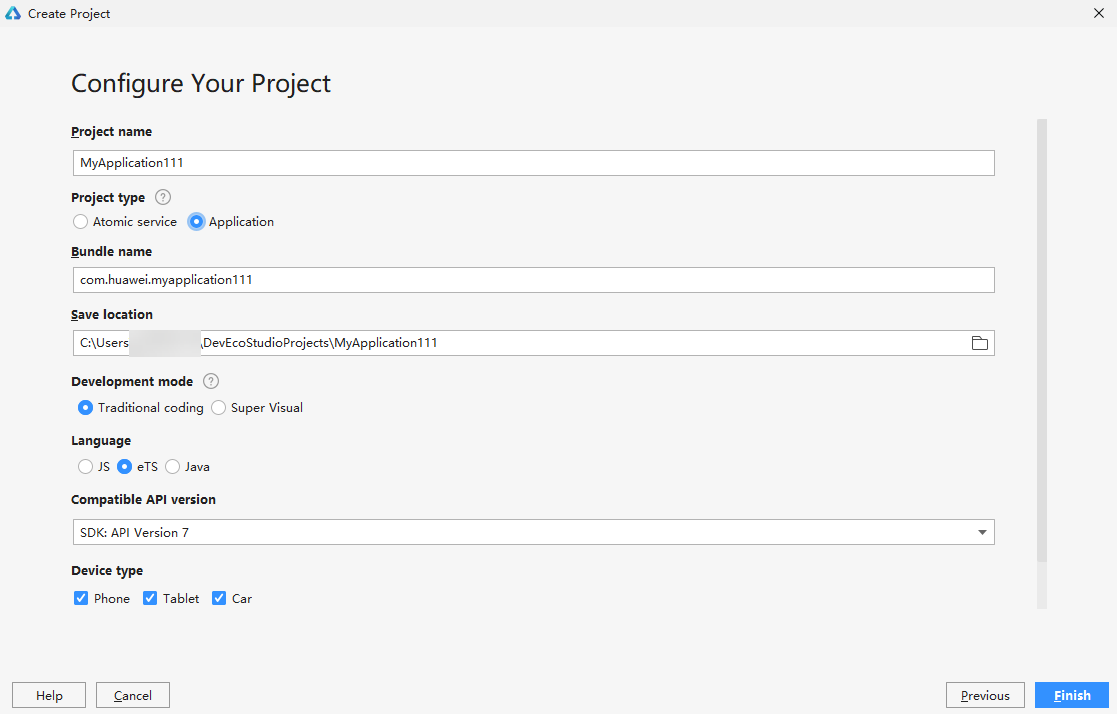 Create Project
Configure Your Project
Project name
MyApplication111
Project type ?
Atomic service Application
Bundle name
com.huawei.myapplication111
Save location
C:\Users \DevEcoStudioProjects\MyApplication111
Development mode ?
Traditional coding Super Visual
Language
JS eTS Java
Compatible API version
SDK: API Version 7
Device type
Phone Tablet Car
Help Cancel Previous Finish